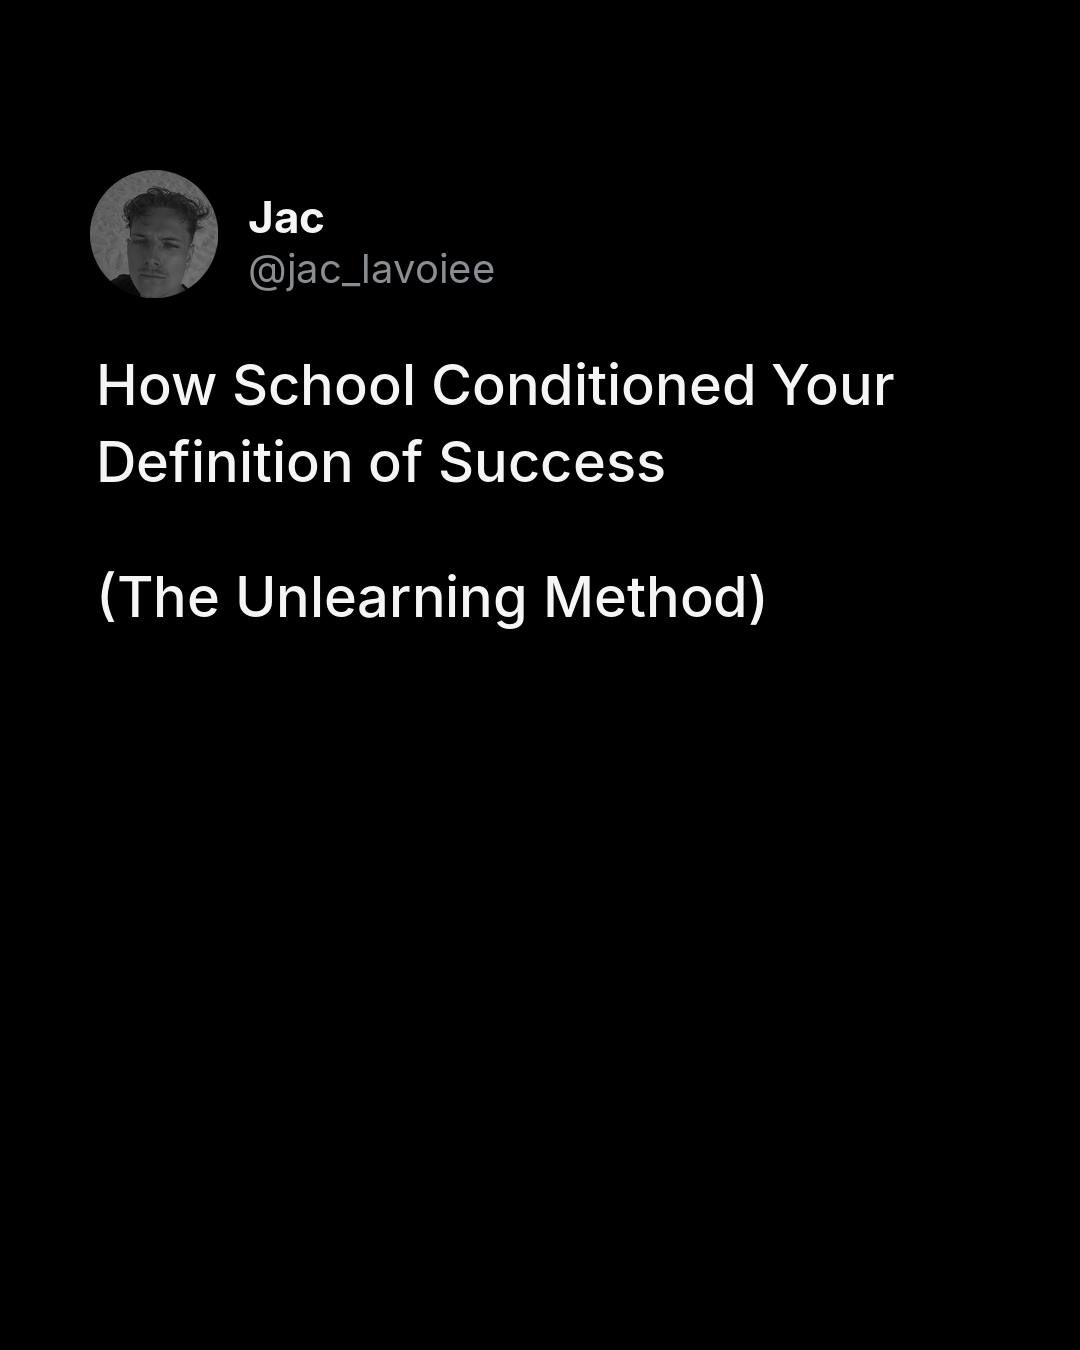 Jac
@jac_lavoiee
How School Conditioned Your
Definition of Success
(The Unlearning Method)